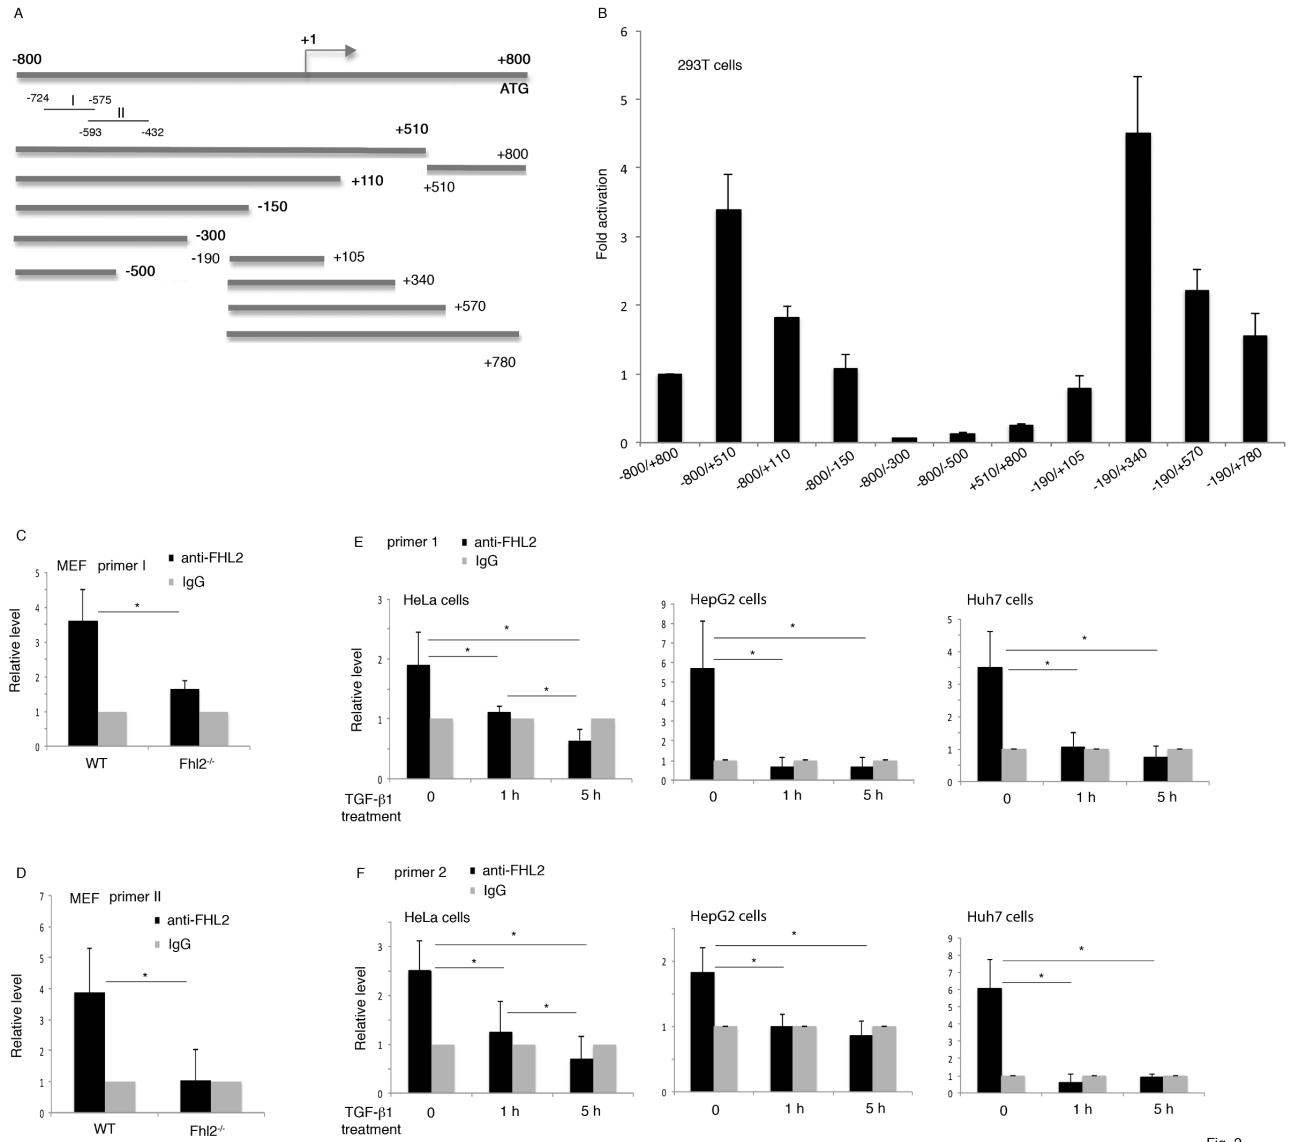 A
+1
-800
+800
ATG
-724
I
-575
II
-593
-432
+510
+800
+510
+110
-150
-300
-190
+105
-500
+340
+570
+780
B
6
5
4
3
2
1
0
Fold activation
293T cells
-800/+800
-800/+510
-800/+110
-800/-150
-800/-300
-800/-500
+510/+800
-190/+105
-190/+340
-190/+570
-190/+780
C
MEF primer I
anti-FHL2
IgG
Relative level
5
4
3
2
1
0
*
WT
Fhl2-/-
E
primer 1
anti-FHL2
IgG
HeLa cells
Relative level
3
2
1
0
*
*
*
TGF-β1
treatment
0
1 h
5 h
HepG2 cells
9
8
7
6
5
4
3
2
1
0
*
*
0
1 h
5 h
Huh7 cells
5
4
3
2
1
0
*
*
0
1 h
5 h
D
MEF primer II
anti-FHL2
IgG
Relative level
7
6
5
4
3
2
1
0
*
WT
Fhl2-/-
F
primer 2
anti-FHL2
IgG
HeLa cells
Relative level
3
2
1
0
*
*
*
TGF-β1
treatment
0
1 h
5 h
HepG2 cells
2
1
0
*
*
0
1 h
5 h
Huh7 cells
9
8
7
6
5
4
3
2
1
0
*
*
0
1 h
5 h